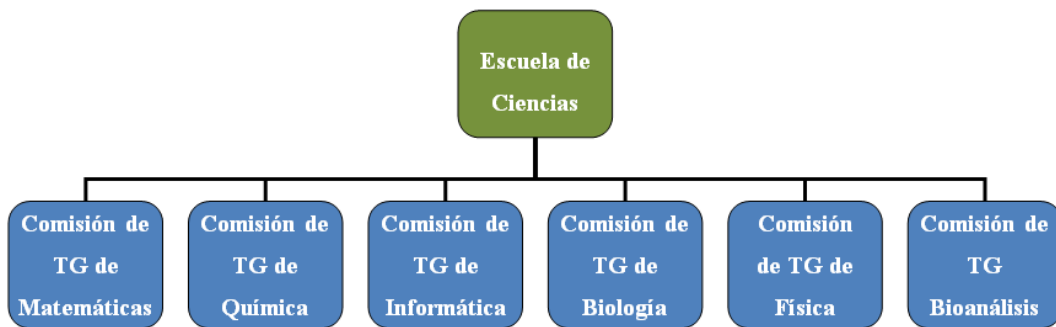 Escuela de
Ciencias
Comisión de
TG de
Matemáticas
Comisión de
TG de
Química
Comisión de
TG de
Informática
Comisión de
TG de
Biología
Comisión
de TG de
Física
Comisión de
TG
Bioanálisis